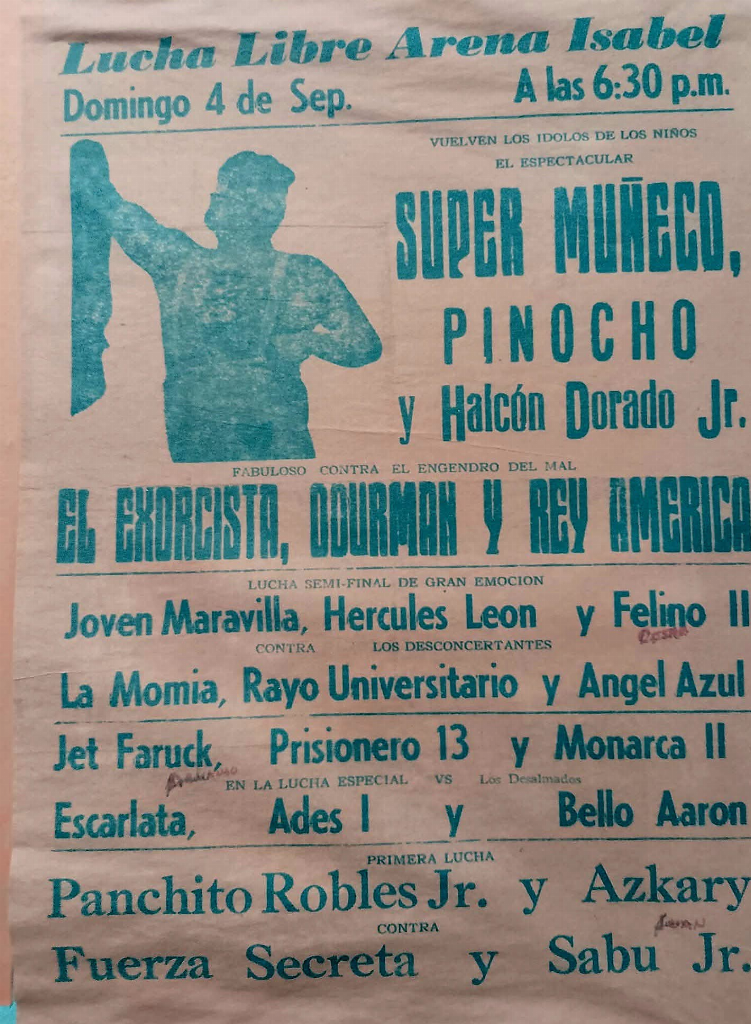 Lucha Libre Arena Isabel
Domingo 4 de Sep.
A las 6:30 p.m.
VUELVEN LOS IDOLOS DE LOS NIÑOS
EL ESPECTACULAR
SUPER MUÑECO,
PINOCHO
y Halcón Dorado Jr.
FABULOSO CONTRA EL ENGENDRO DEL MAL
EL EXORCISTA, ODURMAN Y REY AMERICA
LUCHA SEMI-FINAL DE GRAN EMOCION
Joven Maravilla, Hercules Leon y Felino II
CONTRA LOS DESCONCERTANTES
La Momia, Rayo Universitario y Angel Azul
Jet Faruck, Prisionero 13 y Monarca II
EN LA LUCHA ESPECIAL VS Los Desalmados
Escarlata, Ades I y Bello Aaron
PRIMERA LUCHA
Panchito Robles Jr. y Azkary
CONTRA
Fuerza Secreta y Sabu Jr.